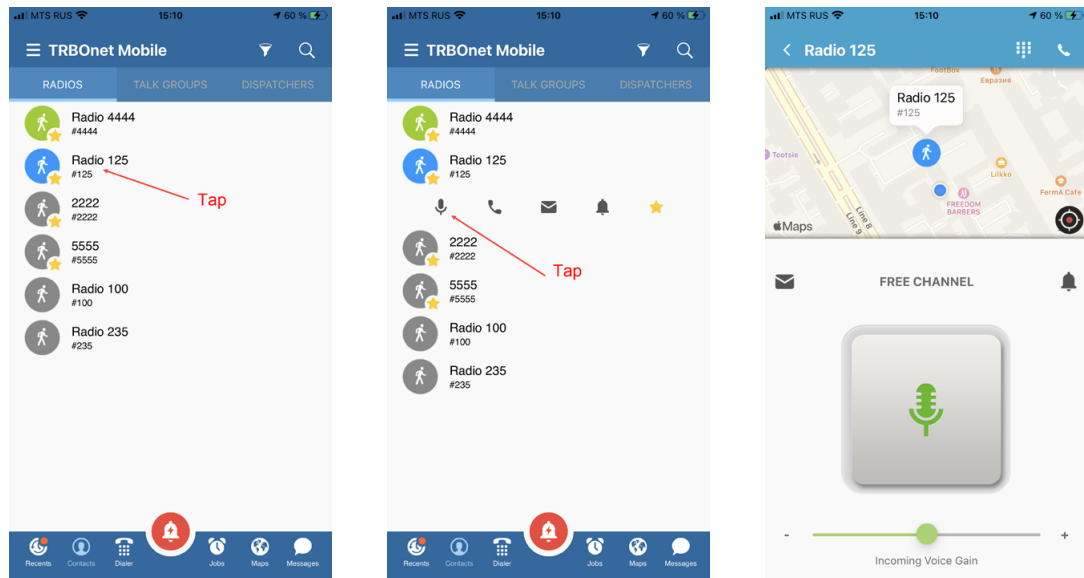 MTS RUS 15:10 60 %
TRBOnet Mobile
RADIOS TALK GROUPS DISPATCHERS
Radio 4444
#4444
Radio 125
#125
Tap
2222
#2222
5555
#5555
Radio 100
#100
Radio 235
#235
Recents Contacts Dialer Jobs Maps Messages
MTS RUS 15:10 60 %
TRBOnet Mobile
RADIOS TALK GROUPS DISPATCHERS
Radio 4444
#4444
Radio 125
#125
2222
#2222
Tap
5555
#5555
Radio 100
#100
Radio 235
#235
Recents Contacts Dialer Jobs Maps Messages
MTS RUS 15:10 60 %
Radio 125
FootBox
Евразия
Radio 125
#125
Tootsie
Lilkko
FermA Cafe
FREEDOM
BARBERS
Line 8
Line 9
Maps
FREE CHANNEL
- +
Incoming Voice Gain